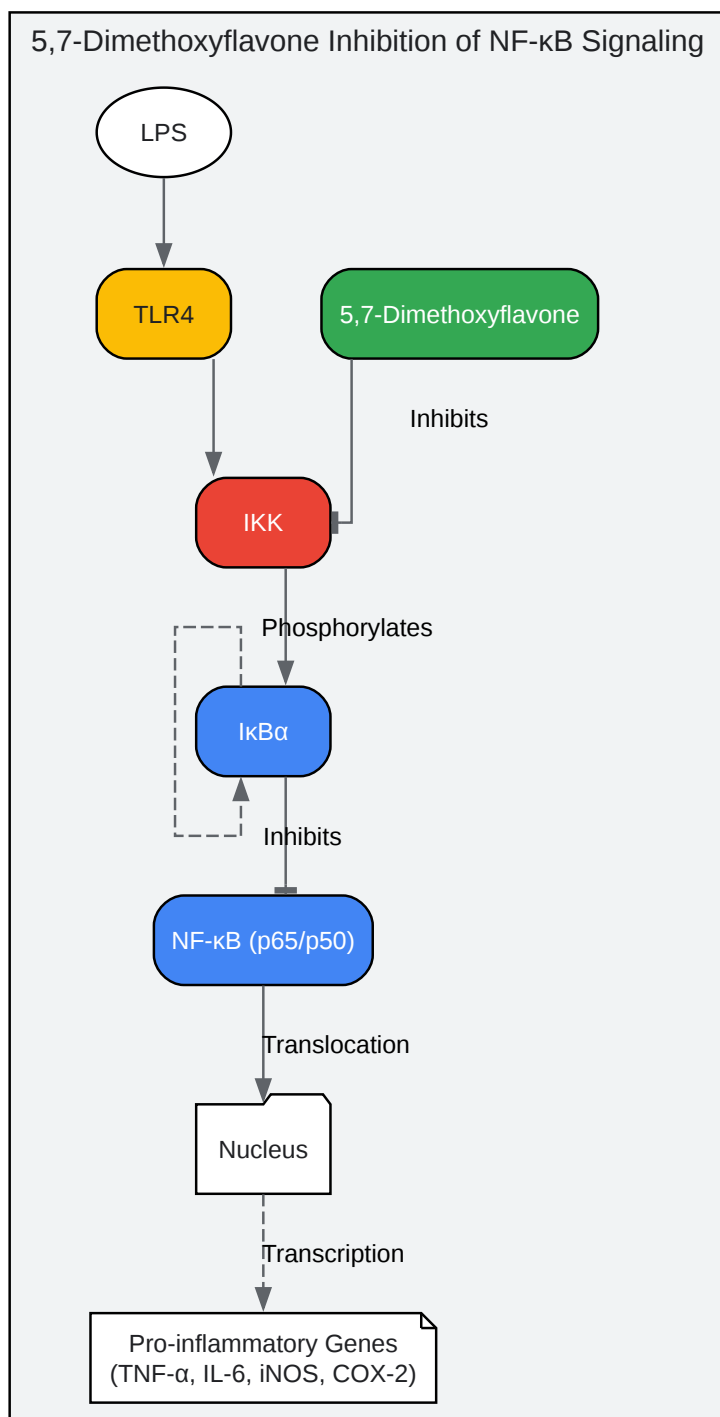 5,7-Dimethoxyflavone Inhibition of NF-κB Signaling
LPS
TLR4
5,7-Dimethoxyflavone
Inhibits
IKK
Phosphorylates
IκBα
Inhibits
NF-κB (p65/p50)
Translocation
Nucleus
Transcription
Pro-inflammatory Genes
(TNF-α, IL-6, iNOS, COX-2)